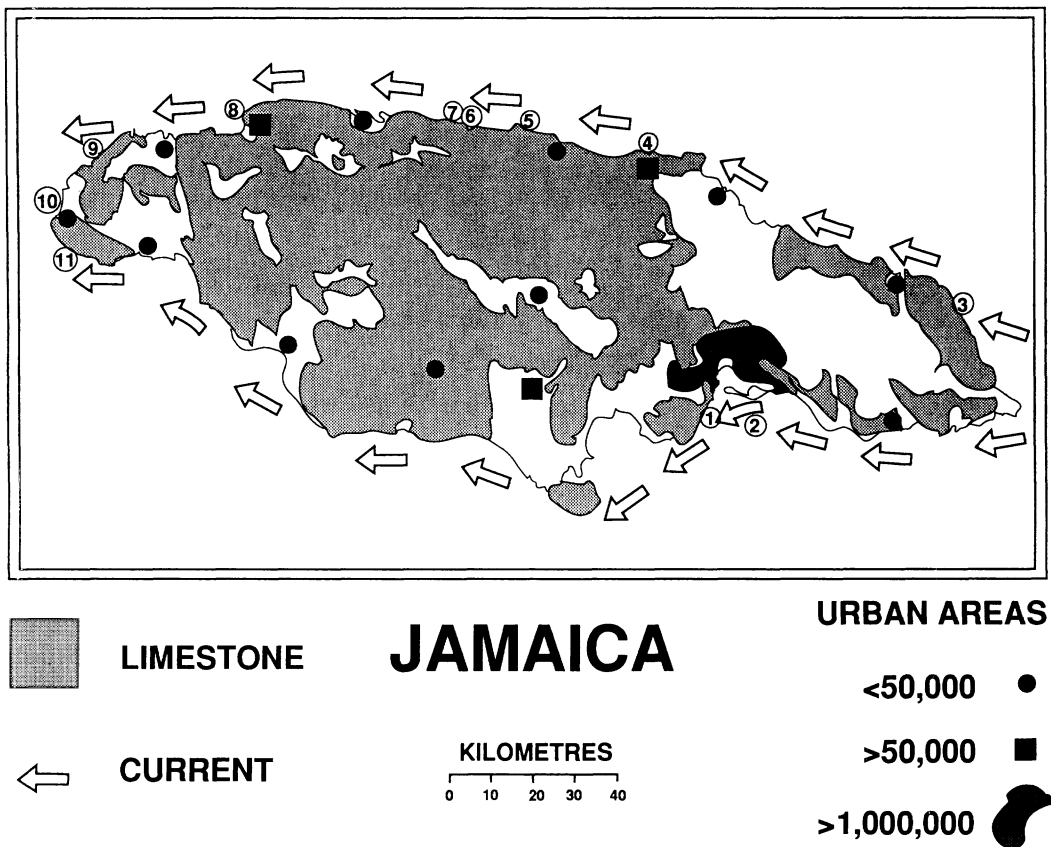 8
7
6
5
4
9
10
11
3
1
2
LIMESTONE
JAMAICA
URBAN AREAS
<50,000
CURRENT
KILOMETRES
0 10 20 30 40
>50,000
>1,000,000